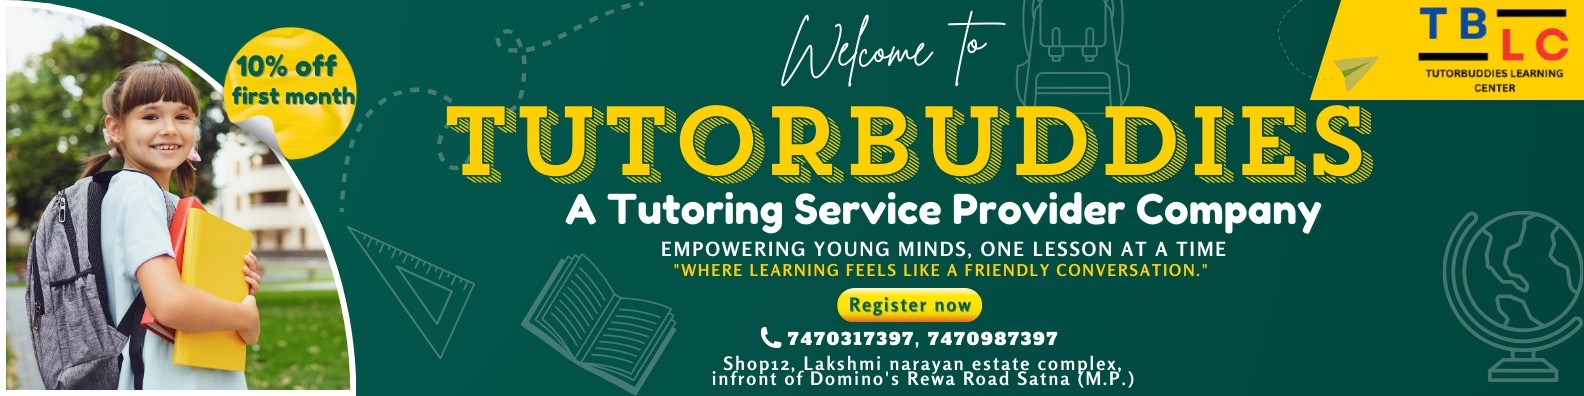 10% off
first month
Welcome To
TUTORBUDDIES
A Tutoring Service Provider Company
EMPOWERING YOUNG MINDS, ONE LESSON AT A TIME
"WHERE LEARNING FEELS LIKE A FRIENDLY CONVERSATION."
Register now
7470317397, 7470987397
Shop12, Lakshmi narayan estate complex,
infront of Domino's Rewa Road Satna (M.P.)
TB
LC
TUTORBUDDIES LEARNING
CENTER